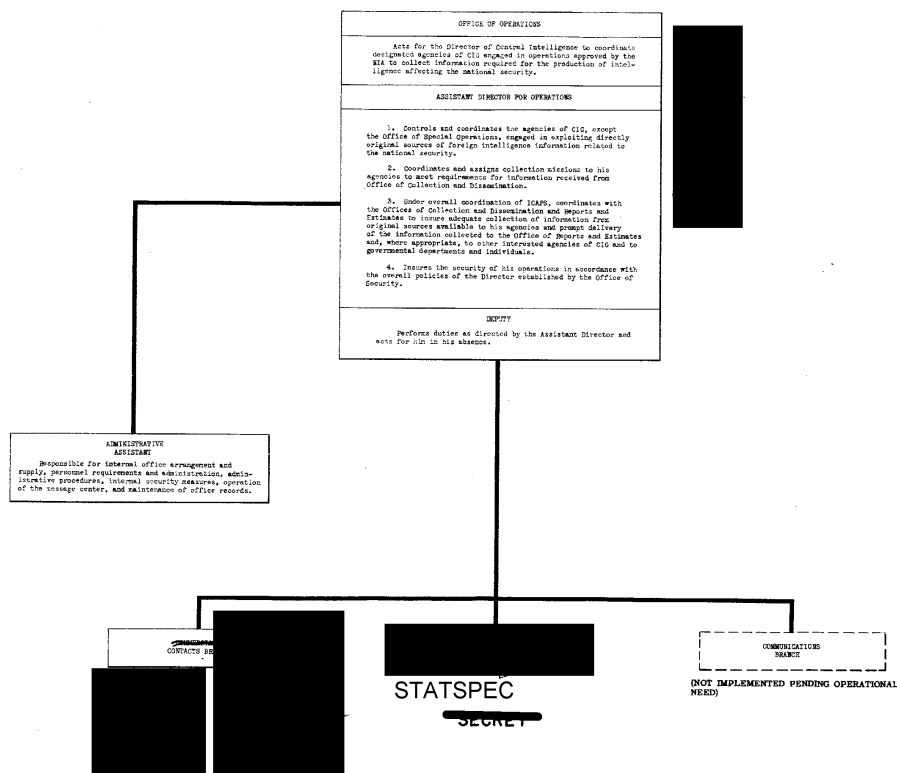 OFFICE OF OPERATIONS
Acts for the Director of Central Intelligence to coordinate
designated agencies of CIG engaged in operations approved by the
NIA to collect information required for the production of intel-
ligence affecting the national security.
ASSISTANT DIRECTOR FOR OPERATIONS
1. Controls and coordinates the agencies of CIG, except
the Office of Special Operations, engaged in exploiting directly
original sources of foreign intelligence information related to
the national security.
2. Coordinates and assigns collection missions to his
agencies to meet requirements for information received from
Office of Collection and Dissemination.
3. Under overall coordination of ICAPS, coordinates with
the Offices of Collection and Dissemination and Reports and
Estimates to insure adequate collection of information from
original sources available to his agencies and prompt delivery
of the information collected to the Office of Reports and Estimates
and, where appropriate, to other interested agencies of CIG and to
governmental departments and individuals.
4. Insures the security of his operations in accordance with
the overall policies of the Director established by the Office of
Security.
DEPUTY
Performs duties as directed by the Assistant Director and
acts for him in his absence.
ADMINISTRATIVE
ASSISTANT
Responsible for internal office arrangement and
supply, personnel requirements and administration, admin-
istrative procedures, internal security measures, operation
of the message center, and maintenance of office records.
CONTACTS BR
STATSPEC
SECRET
COMMUNICATIONS
BRANCH
(NOT IMPLEMENTED PENDING OPERATIONAL
NEED)